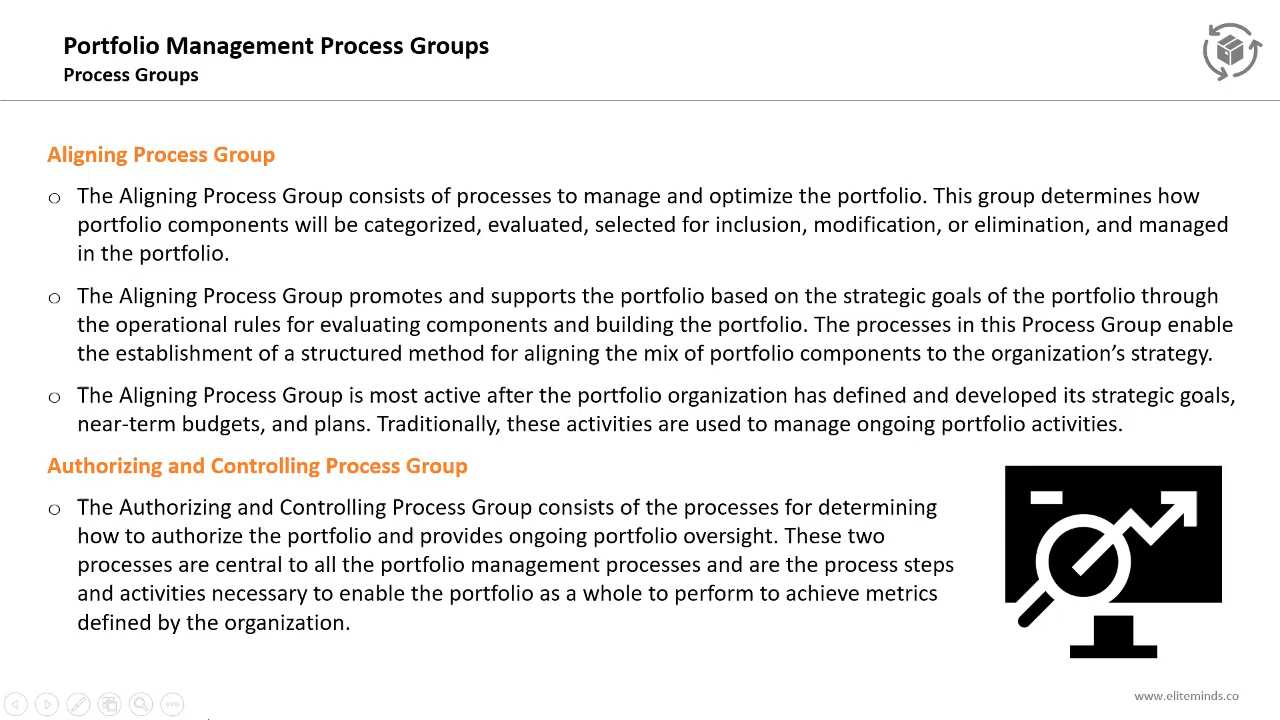 Portfolio Management Process Groups
Process Groups
Aligning Process Group
o The Aligning Process Group consists of processes to manage and optimize the portfolio. This group determines how
portfolio components will be categorized, evaluated, selected for inclusion, modification, or elimination, and managed
in the portfolio.
o The Aligning Process Group promotes and supports the portfolio based on the strategic goals of the portfolio through
the operational rules for evaluating components and building the portfolio. The processes in this Process Group enable
the establishment of a structured method for aligning the mix of portfolio components to the organization’s strategy.
o The Aligning Process Group is most active after the portfolio organization has defined and developed its strategic goals,
near-term budgets, and plans. Traditionally, these activities are used to manage ongoing portfolio activities.
Authorizing and Controlling Process Group
o The Authorizing and Controlling Process Group consists of the processes for determining
how to authorize the portfolio and provides ongoing portfolio oversight. These two
processes are central to all the portfolio management processes and are the process steps
and activities necessary to enable the portfolio as a whole to perform to achieve metrics
defined by the organization.
www.eliteminds.co